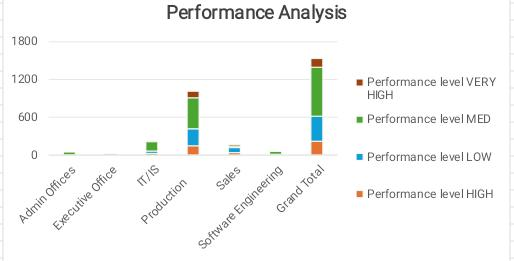 Performance Analysis
1800
1200
600
0
Admin Offices
Executive Office
IT/IS
Production
Sales
Software Engineering
Grand Total
Performance level VERY
HIGH
Performance level MED
Performance level LOW
Performance level HIGH